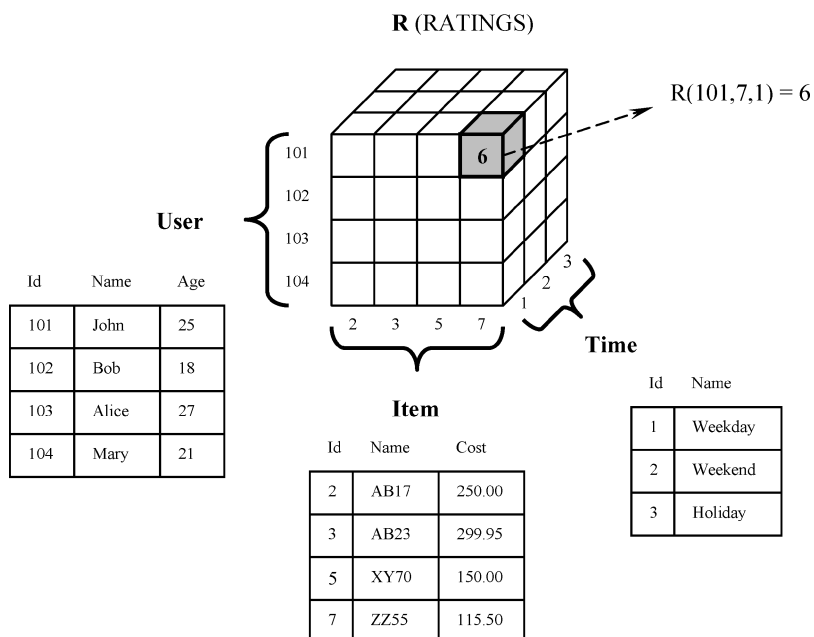 R (RATINGS)
R(101,7,1) = 6
101
6
102
103
104
User
1
2
3
Time
2 3 5 7
Item
Id Name Age
101 John 25
102 Bob 18
103 Alice 27
104 Mary 21
Id Name Cost
2 AB17 250.00
3 AB23 299.95
5 XY70 150.00
7 ZZ55 115.50
Id Name
1 Weekday
2 Weekend
3 Holiday